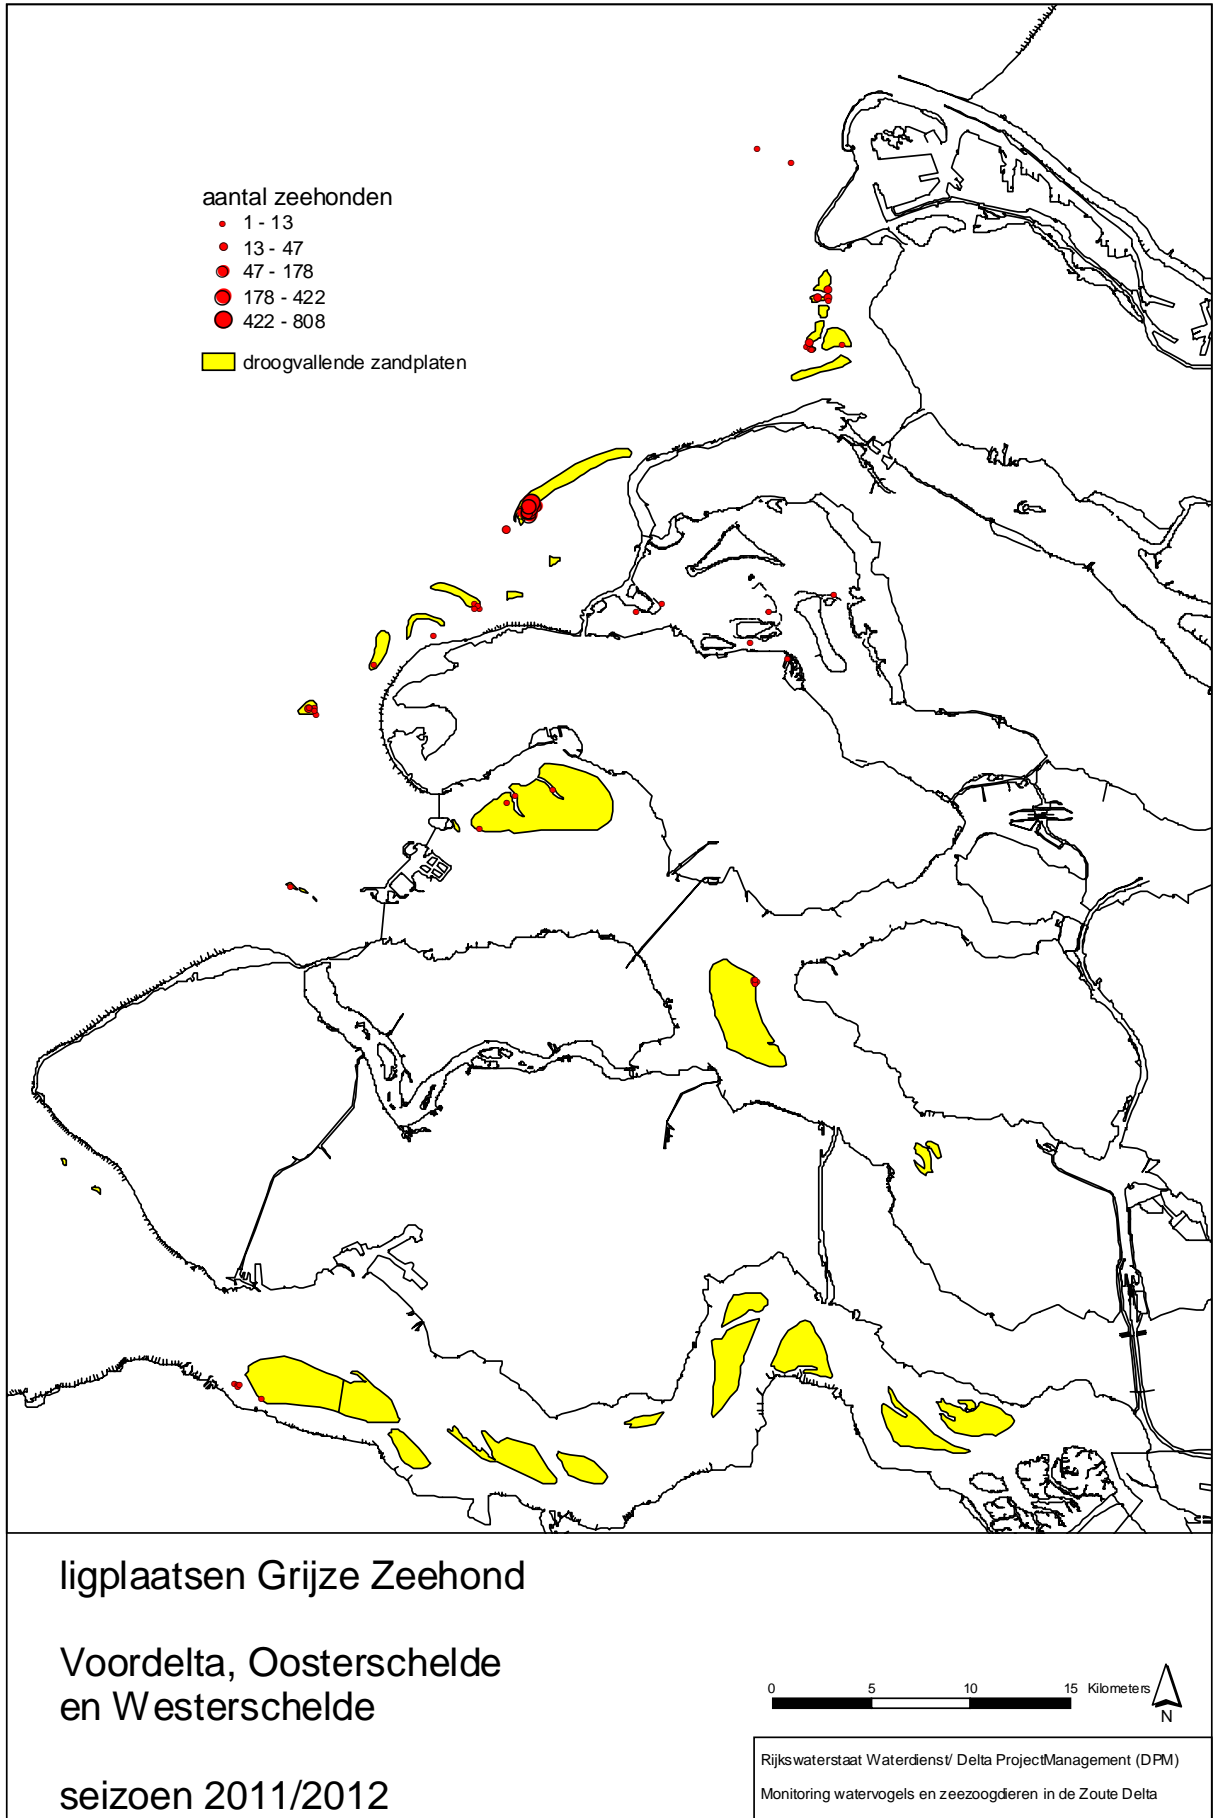 aantal zeehonden
1 - 13
13 - 47
47 - 178
178 - 422
422 - 808
droogvallende zandplaten
ligplaatsen Grijze Zeehond
Voordelta, Oosterschelde
en Westerschelde
seizoen 2011/2012
0 5 10 15 Kilometers
N
Rijkswaterstaat Waterdienst/ Delta ProjectManagement (DPM)
Monitoring watervogels en zeezoogdieren in de Zoute Delta